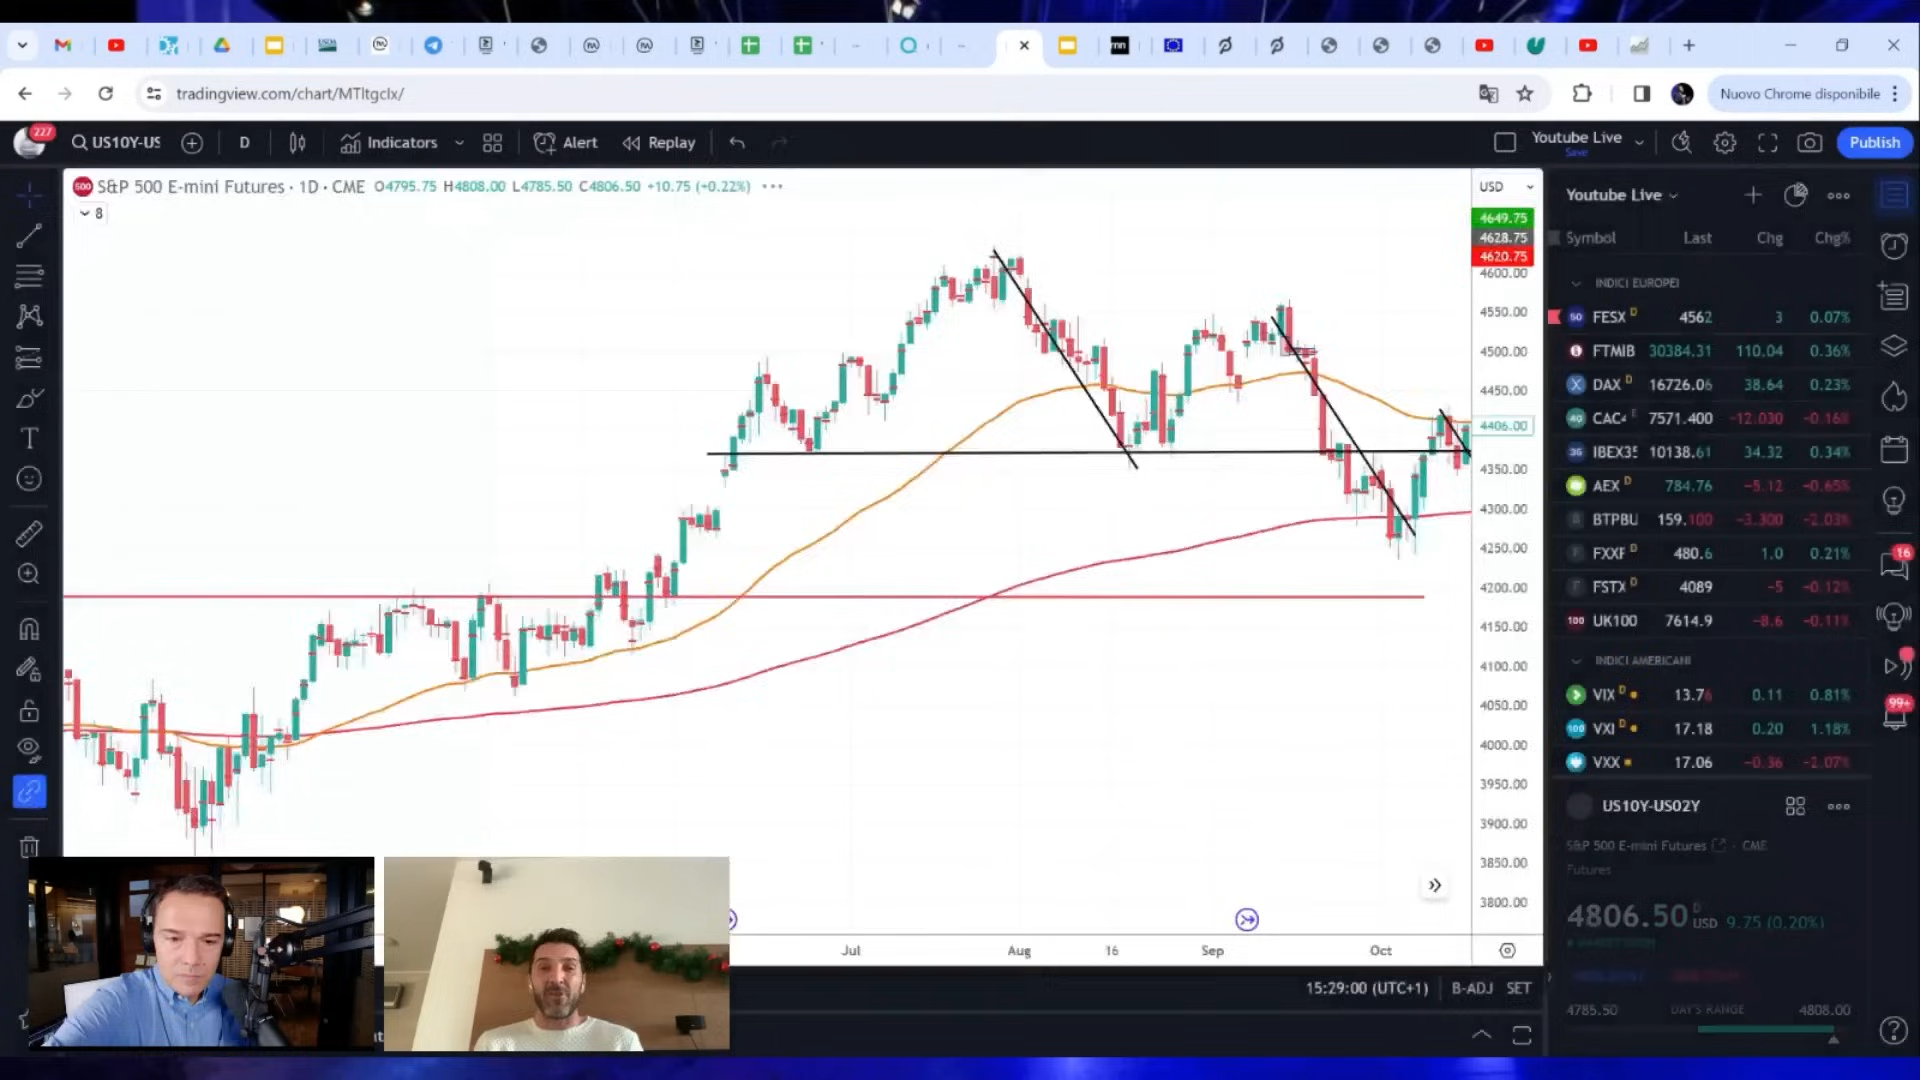 tradingview.com/chart/MTItgclx/
Nuovo Chrome disponibile
227
US10Y-US
D
Indicators
Alert
Replay
Youtube Live
Save
Publish
S&P 500 E-mini Futures · 1D · CME O4795.75 H4808.00 L4785.50 C4806.50 +10.75 (+0.22%)
8
USD
4649.75
4628.75
4620.75
4600.00
4550.00
4500.00
4450.00
4406.00
4350.00
4300.00
4250.00
4200.00
4150.00
4100.00
4050.00
4000.00
3950.00
3900.00
3850.00
3800.00
Jul
Aug
16
Sep
Oct
15:29:00 (UTC+1)
B-ADJ
SET
Youtube Live
Symbol Last Chg Chg%
INDICI EUROPEI
50 FESX D 4562 3 0.07%
FTMIB 30384.31 110.04 0.36%
DAX D 16726.06 38.64 0.23%
40 CAC4 E 7571.400 -12.030 -0.16%
35 IBEX35 10138.61 34.32 0.34%
AEX D 784.76 -5.12 -0.65%
B BTPBU 159.100 -3.300 -2.03%
F FXXF D 480.6 1.0 0.21%
F FSTX D 4089 -5 -0.12%
100 UK100 7614.9 -8.6 -0.11%
INDICI AMERICANI
VIX D 13.76 0.11 0.81%
100 VXI D 17.18 0.20 1.18%
VXX 17.06 -0.36 -2.07%
US10Y-US02Y
S&P 500 E-mini Futures · CME
Futures
4806.50 D USD 9.75 (0.20%)
4785.50 DAY'S RANGE 4808.00
16
99+